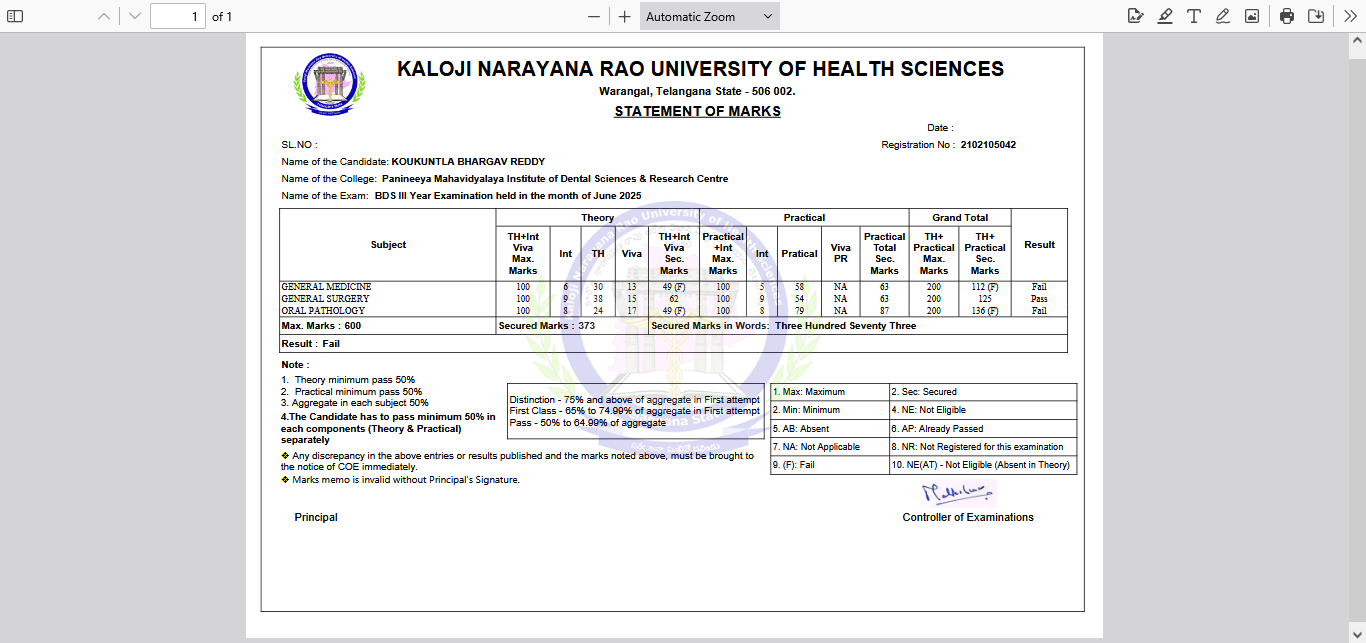 1 of 1
Automatic Zoom
KALOJI NARAYANA RAO UNIVERSITY OF HEALTH SCIENCES
Warangal, Telangana State - 506 002.
STATEMENT OF MARKS
Date :
SL.NO : Registration No : 2102105042
Name of the Candidate: KOUKUNTLA BHARGAV REDDY
Name of the College: Panineeya Mahavidyalaya Institute of Dental Sciences & Research Centre
Name of the Exam: BDS III Year Examination held in the month of June 2025
Subject Theory Practical Grand Total Result
TH+Int Viva Max. Marks Int TH Viva TH+Int Viva Sec. Marks Practical +Int Max. Marks Int Pratical Viva PR Practical Total Sec. Marks TH+ Practical Max. Marks TH+ Practical Sec. Marks
GENERAL MEDICINE 100 6 30 13 49 (F) 100 5 58 NA 63 200 112 (F) Fail
GENERAL SURGERY 100 9 38 15 62 100 9 54 NA 63 200 125 Pass
ORAL PATHOLOGY 100 8 24 17 49 (F) 100 8 79 NA 87 200 136 (F) Fail
Max. Marks : 600 Secured Marks : 373 Secured Marks in Words: Three Hundred Seventy Three
Result : Fail
Note :
1. Theory minimum pass 50%
2. Practical minimum pass 50%
3. Aggregate in each subject 50%
4.The Candidate has to pass minimum 50% in
each components (Theory & Practical)
separately
❖ Any discrepancy in the above entries or results published and the marks noted above, must be brought to
the notice of COE immediately.
❖ Marks memo is invalid without Principal's Signature.
Distinction - 75% and above of aggregate in First attempt
First Class - 65% to 74.99% of aggregate in First attempt
Pass - 50% to 64.99% of aggregate
1. Max: Maximum 2. Sec: Secured
2. Min: Minimum 4. NE: Not Eligible
5. AB: Absent 6. AP: Already Passed
7. NA: Not Applicable 8. NR: Not Registered for this examination
9. (F): Fail 10. NE(AT) - Not Eligible (Absent in Theory)
Principal Controller of Examinations